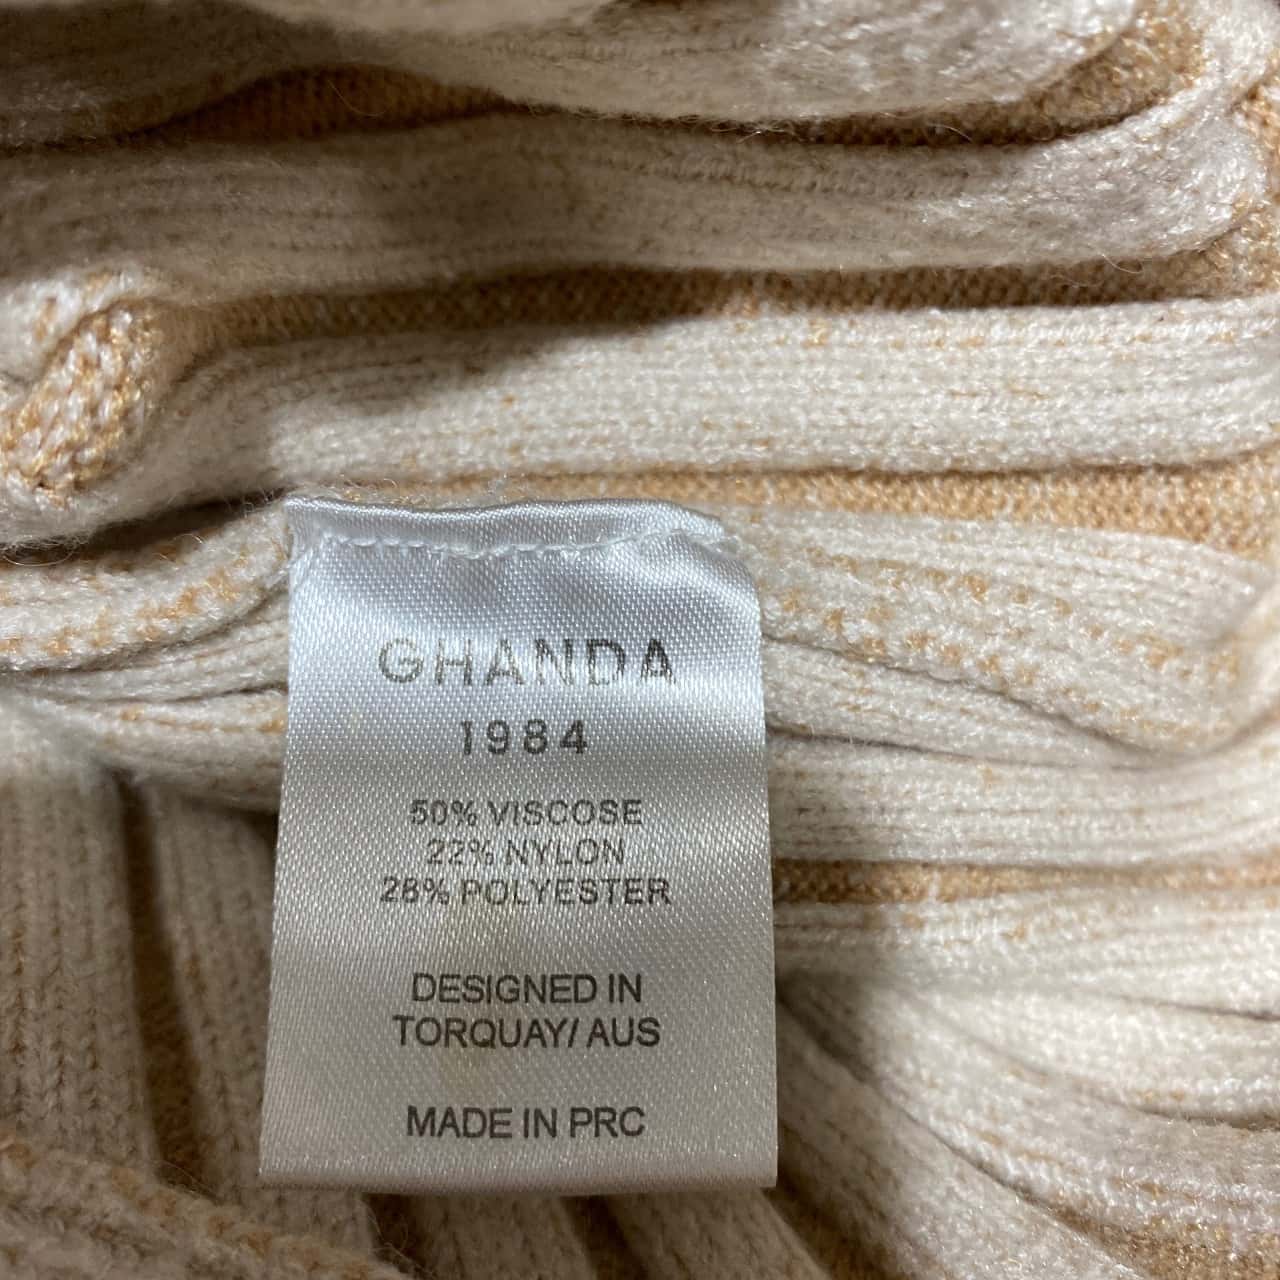 GHANDA
1984
50% VISCOSE
22% NYLON
28% POLYESTER
DESIGNED IN
TORQUAY/ AUS
MADE IN PRC